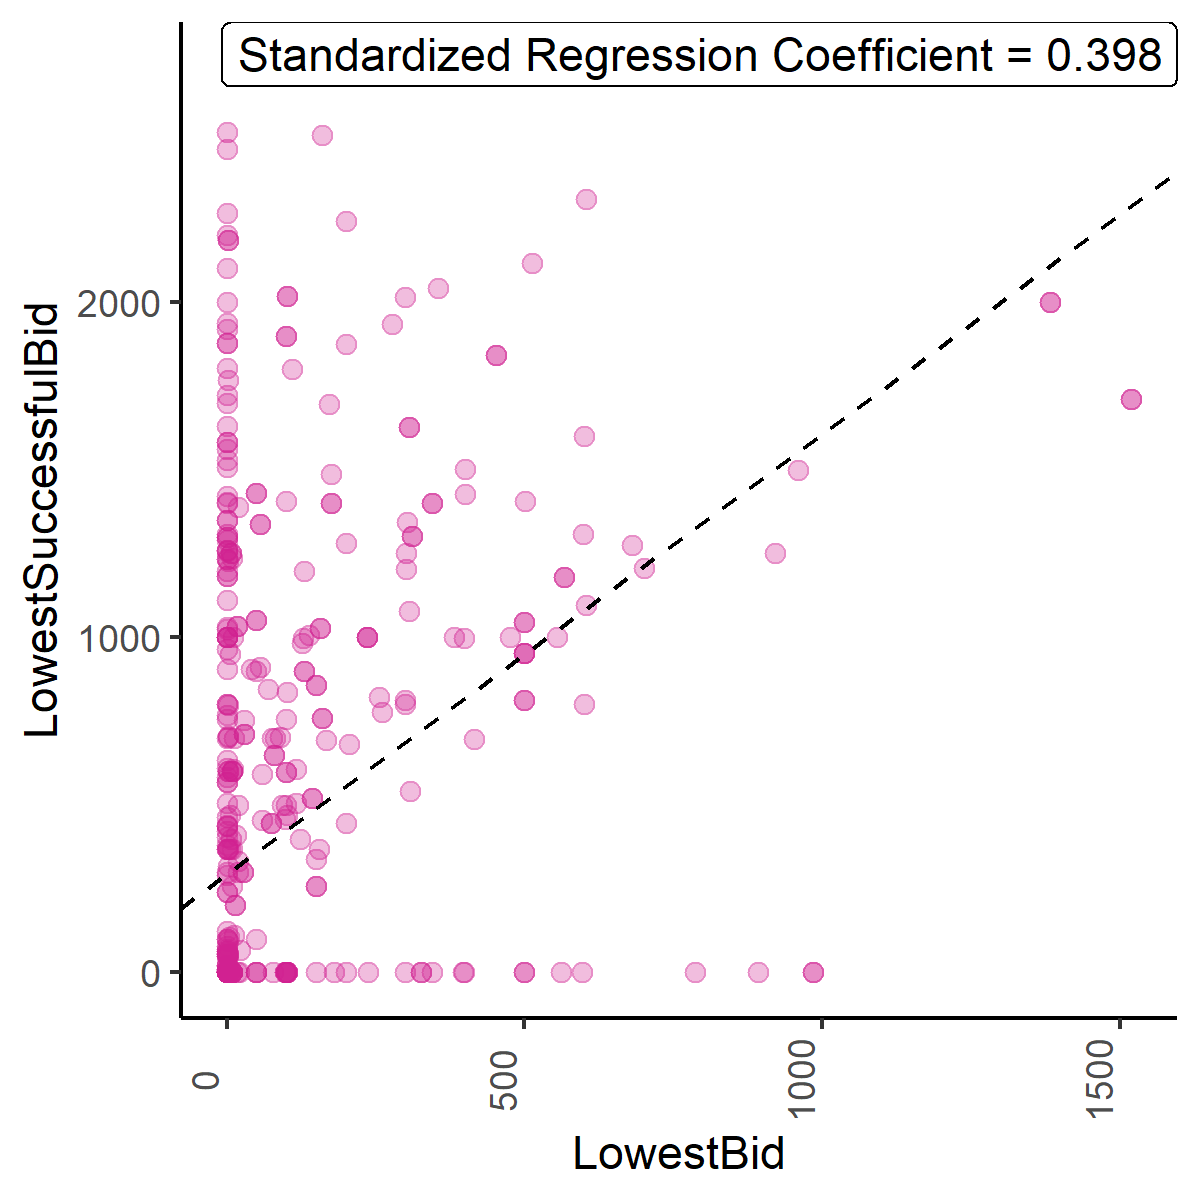 Standardized Regression Coefficient = 0.398
LowestSuccessfulBid
2000
1000
0
0
500
1000
1500
LowestBid